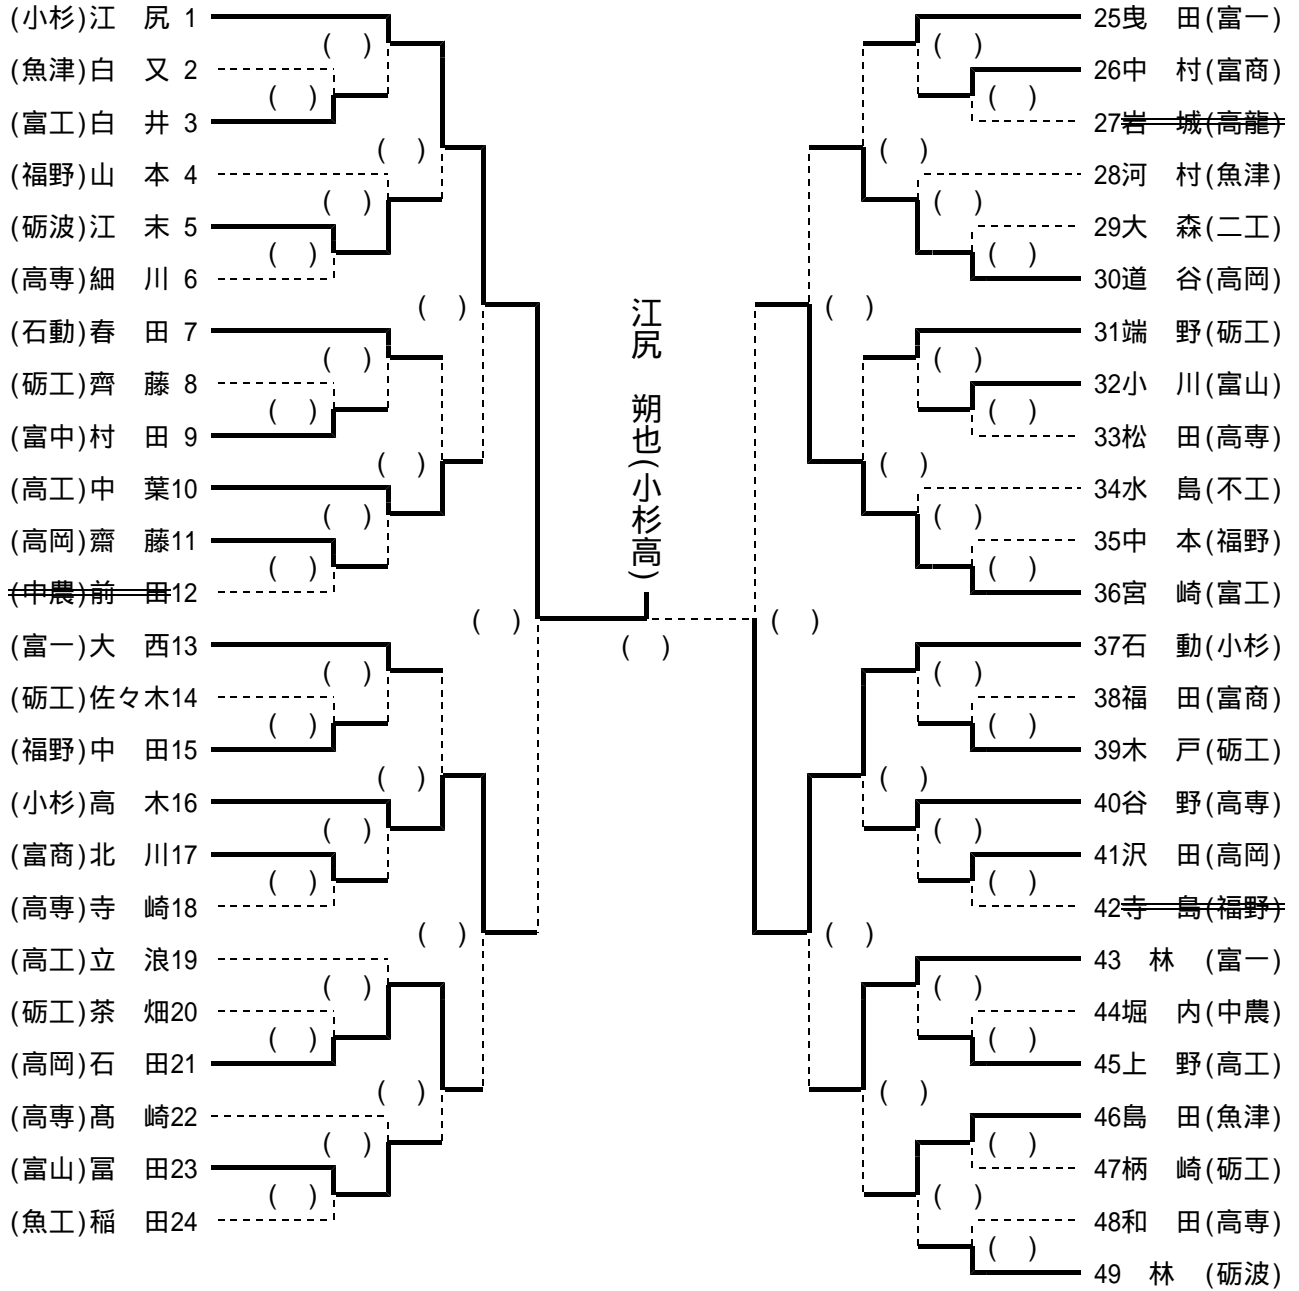 (小杉)江　尻 1
(魚津)白　又 2
(富工)白　井 3
(福野)山　本 4
(砺波)江　末 5
(高専)細　川 6
(石動)春　田 7
(砺工)齊　藤 8
(富中)村　田 9
(高工)中　葉10
(高岡)齋　藤11
(中農)前　田12
(富一)大　西13
(砺工)佐々木14
(福野)中　田15
(小杉)高　木16
(富商)北　川17
(高専)寺　崎18
(高工)立　浪19
(砺工)茶　畑20
(高岡)石　田21
(高専)髙　崎22
(富山)冨　田23
(魚工)稲　田24
江尻　朔也(小杉高)
25曳　田(富一)
26中　村(富商)
27岩　城(高龍)
28河　村(魚津)
29大　森(二工)
30道　谷(高岡)
31端　野(砺工)
32小　川(富山)
33松　田(高専)
34水　島(不工)
35中　本(福野)
36宮　崎(富工)
37石　動(小杉)
38福　田(富商)
39木　戸(砺工)
40谷　野(高専)
41沢　田(高岡)
42寺　島(福野)
43　林　(富一)
44堀　内(中農)
45上　野(高工)
46島　田(魚津)
47柄　崎(砺工)
48和　田(高専)
49　林　(砺波)